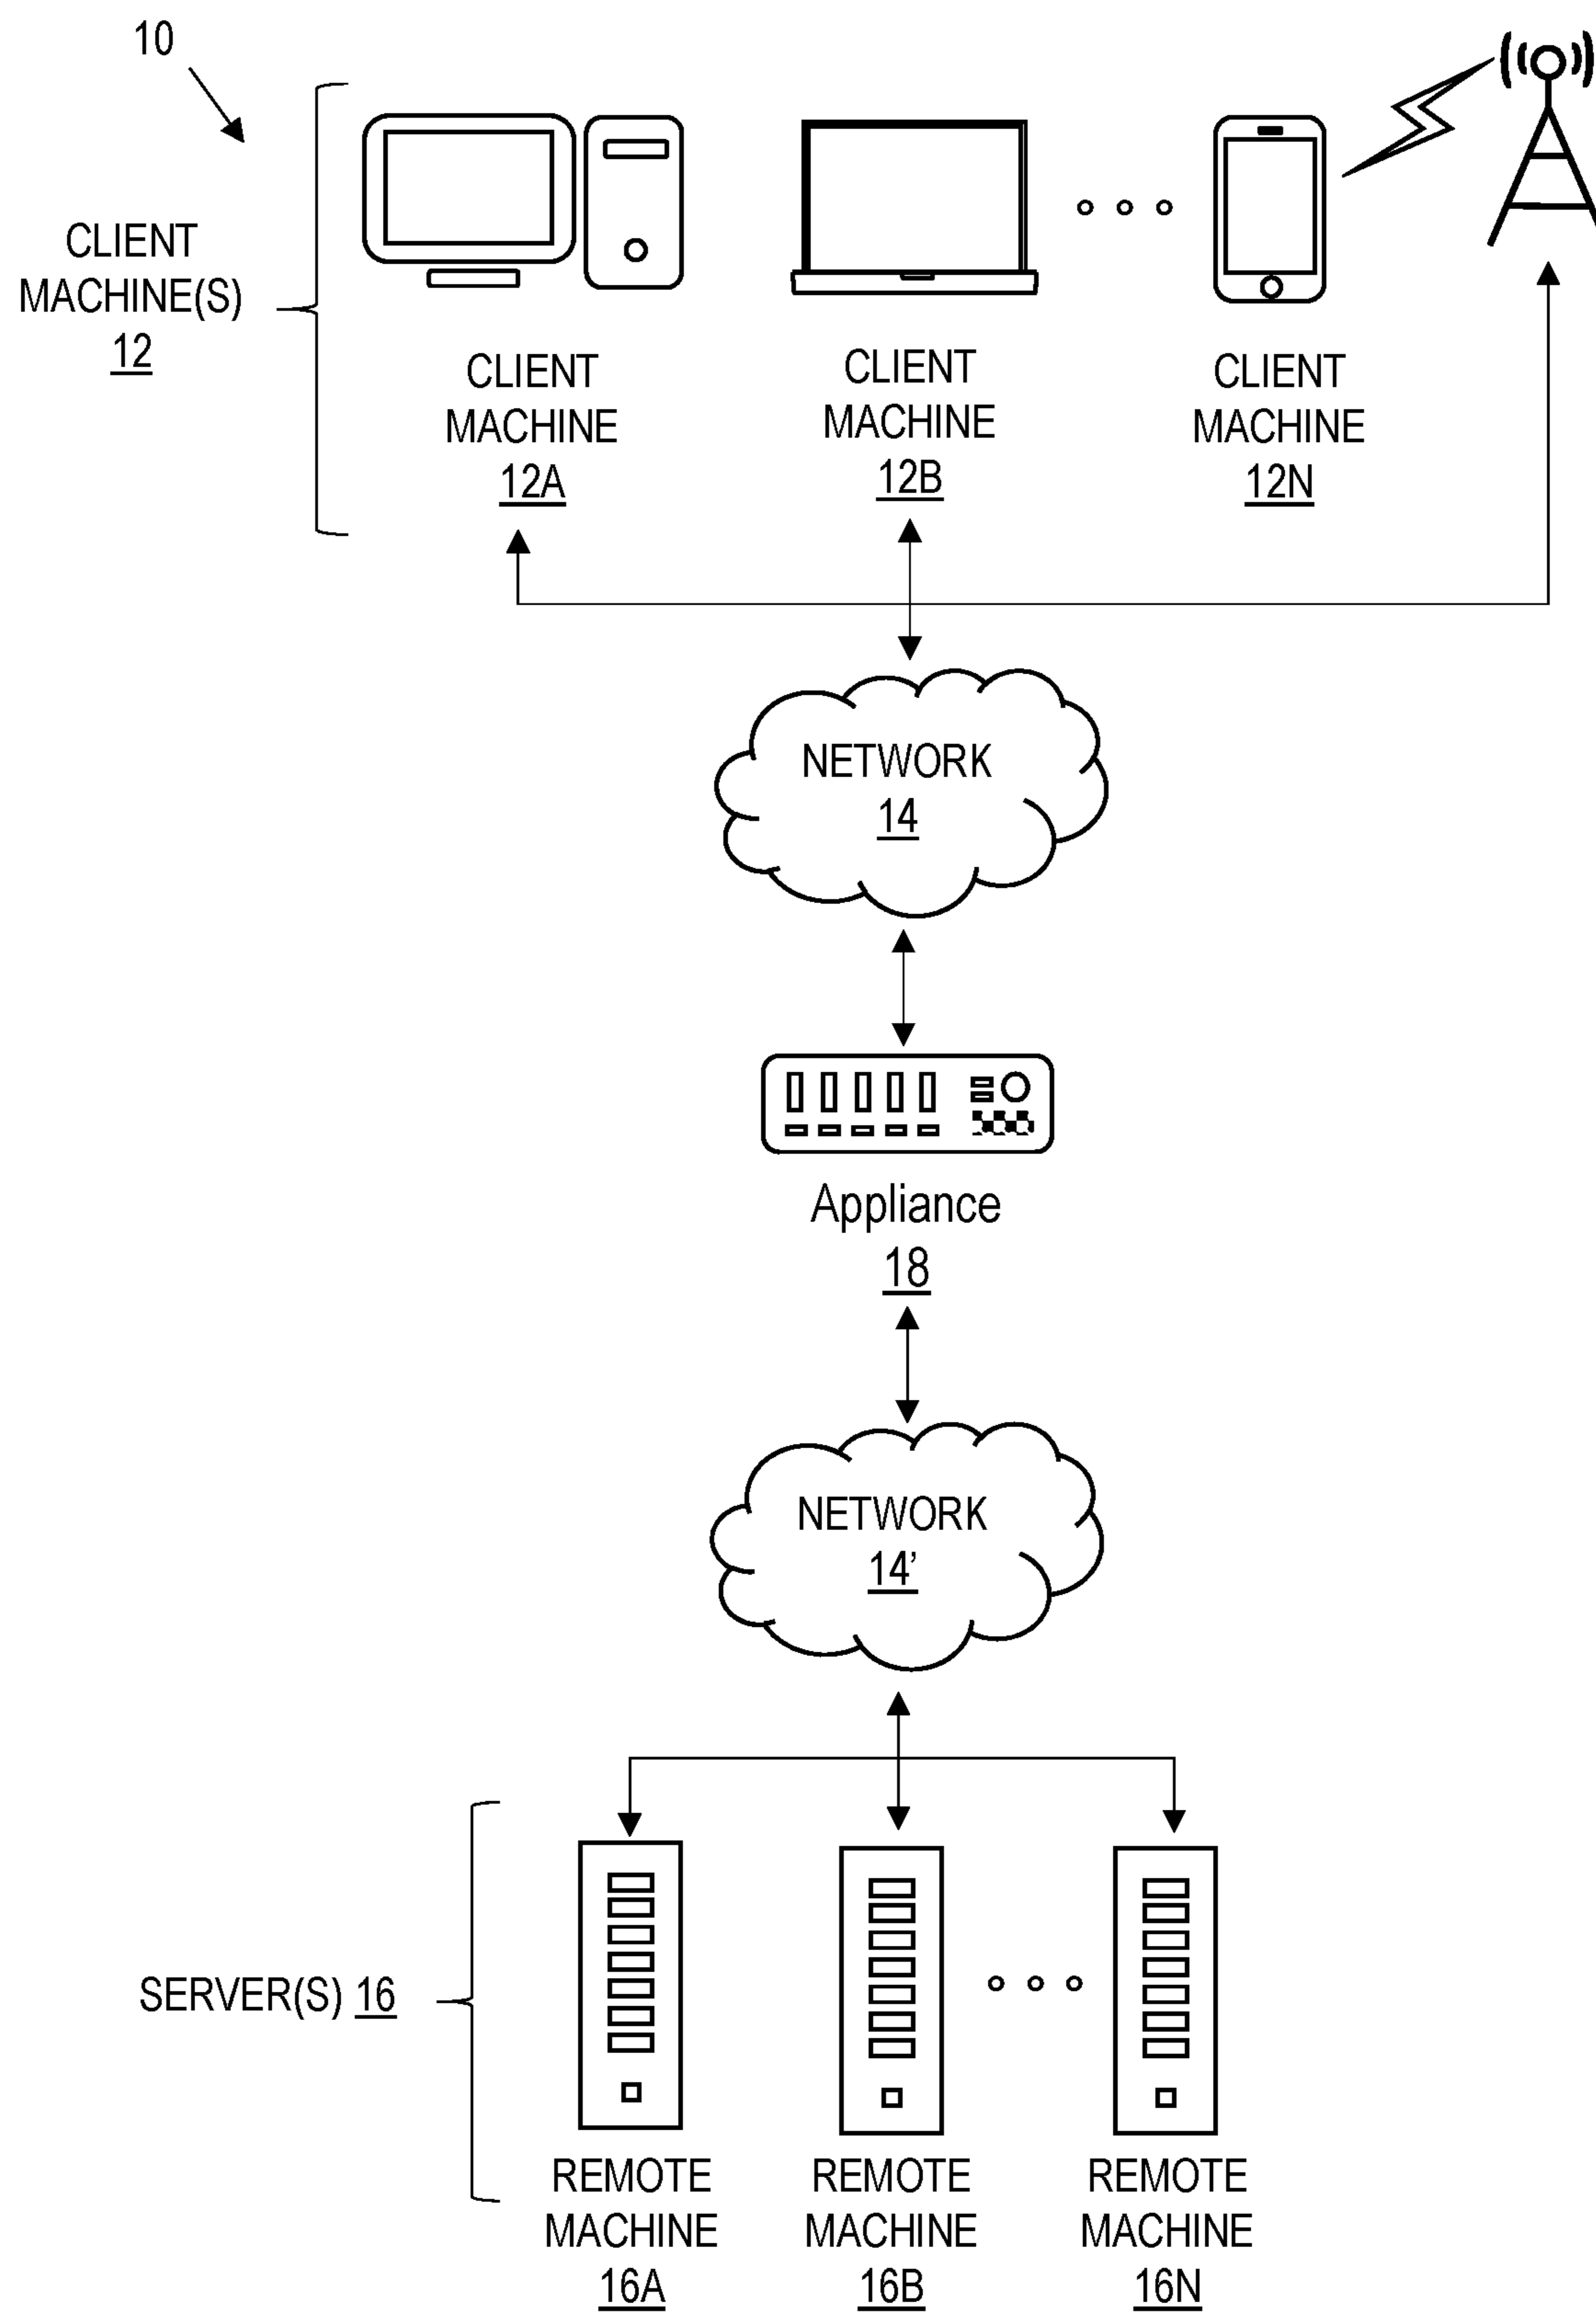 10
CLIENT
MACHINE(S)
12
CLIENT
MACHINE
12A
CLIENT
MACHINE
12B
CLIENT
MACHINE
12N
NETWORK
14
Appliance
18
NETWORK
14’
SERVER(S) 16
REMOTE
MACHINE
16A
REMOTE
MACHINE
16B
REMOTE
MACHINE
16N